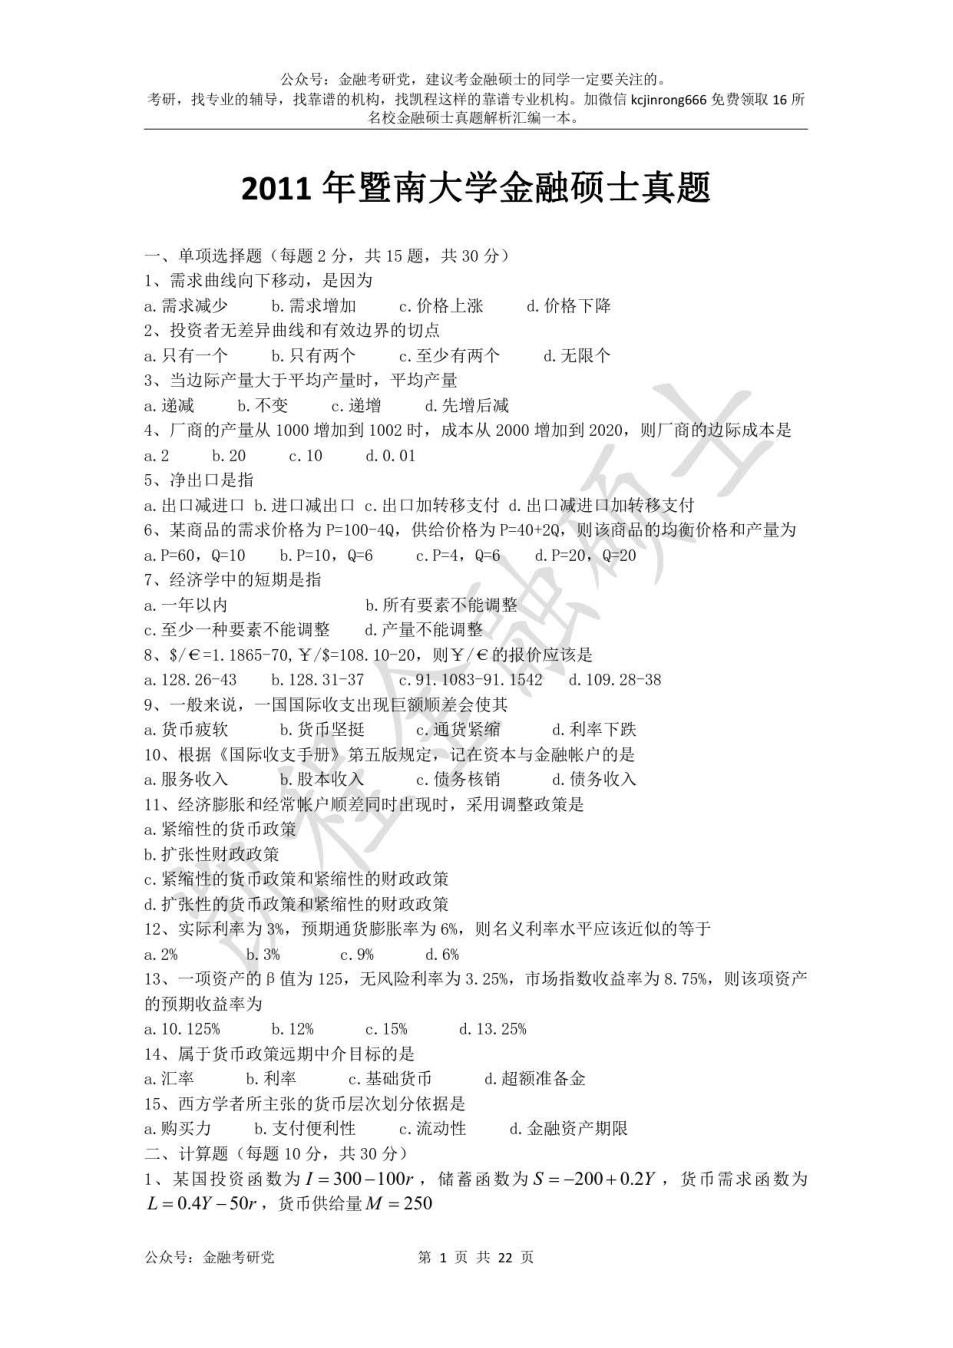 公众号：金融考研党，建议考金融硕士的同学一定要关注的。
考研，找专业的辅导，找靠谱的机构，找凯程这样的靠谱专业机构。加微信 kcjinrong666 免费领取 16 所
名校金融硕士真题解析汇编一本。
2011 年暨南大学金融硕士真题
一、单项选择题（每题 2 分，共 15 题，共 30 分）
1、需求曲线向下移动，是因为
a.需求减少 b.需求增加 c.价格上涨 d.价格下降
2、投资者无差异曲线和有效边界的切点
a.只有一个 b.只有两个 c.至少有两个 d.无限个
3、当边际产量大于平均产量时，平均产量
a.递减 b.不变 c.递增 d.先增后减
4、厂商的产量从 1000 增加到 1002 时，成本从 2000 增加到 2020，则厂商的边际成本是
a.2 b.20 c.10 d.0.01
5、净出口是指
a.出口减进口 b.进口减出口 c.出口加转移支付 d.出口减进口加转移支付
6、某商品的需求价格为 P=100-4Q，供给价格为 P=40+2Q，则该商品的均衡价格和产量为
a.P=60，Q=10 b.P=10，Q=6 c.P=4，Q=6 d.P=20，Q=20
7、经济学中的短期是指
a.一年以内 b.所有要素不能调整
c.至少一种要素不能调整 d.产量不能调整
8、$/€=1.1865-70,￥/$=108.10-20，则￥/€的报价应该是
a.128.26-43 b.128.31-37 c.91.1083-91.1542 d.109.28-38
9、一般来说，一国国际收支出现巨额顺差会使其
a.货币疲软 b.货币坚挺 c.通货紧缩 d.利率下跌
10、根据《国际收支手册》第五版规定，记在资本与金融帐户的是
a.服务收入 b.股本收入 c.债务核销 d.债务收入
11、经济膨胀和经常帐户顺差同时出现时，采用调整政策是
a.紧缩性的货币政策
b.扩张性财政政策
c.紧缩性的货币政策和紧缩性的财政政策
d.扩张性的货币政策和紧缩性的财政政策
12、实际利率为 3%，预期通货膨胀率为 6%，则名义利率水平应该近似的等于
a.2% b.3% c.9% d.6%
13、一项资产的β值为 125，无风险利率为 3.25%，市场指数收益率为 8.75%，则该项资产
的预期收益率为
a.10.125% b.12% c.15% d.13.25%
14、属于货币政策远期中介目标的是
a.汇率 b.利率 c.基础货币 d.超额准备金
15、西方学者所主张的货币层次划分依据是
a.购买力 b.支付便利性 c.流动性 d.金融资产期限
二、计算题（每题 10 分，共 30 分）
1、某国投资函数为 I = 300 − 100r ，储蓄函数为 S = −200 + 0.2Y ，货币需求函数为
L = 0.4Y − 50r ，货币供给量 M = 250
凯程金融硕士
公众号：金融考研党 第 1 页 共 22 页